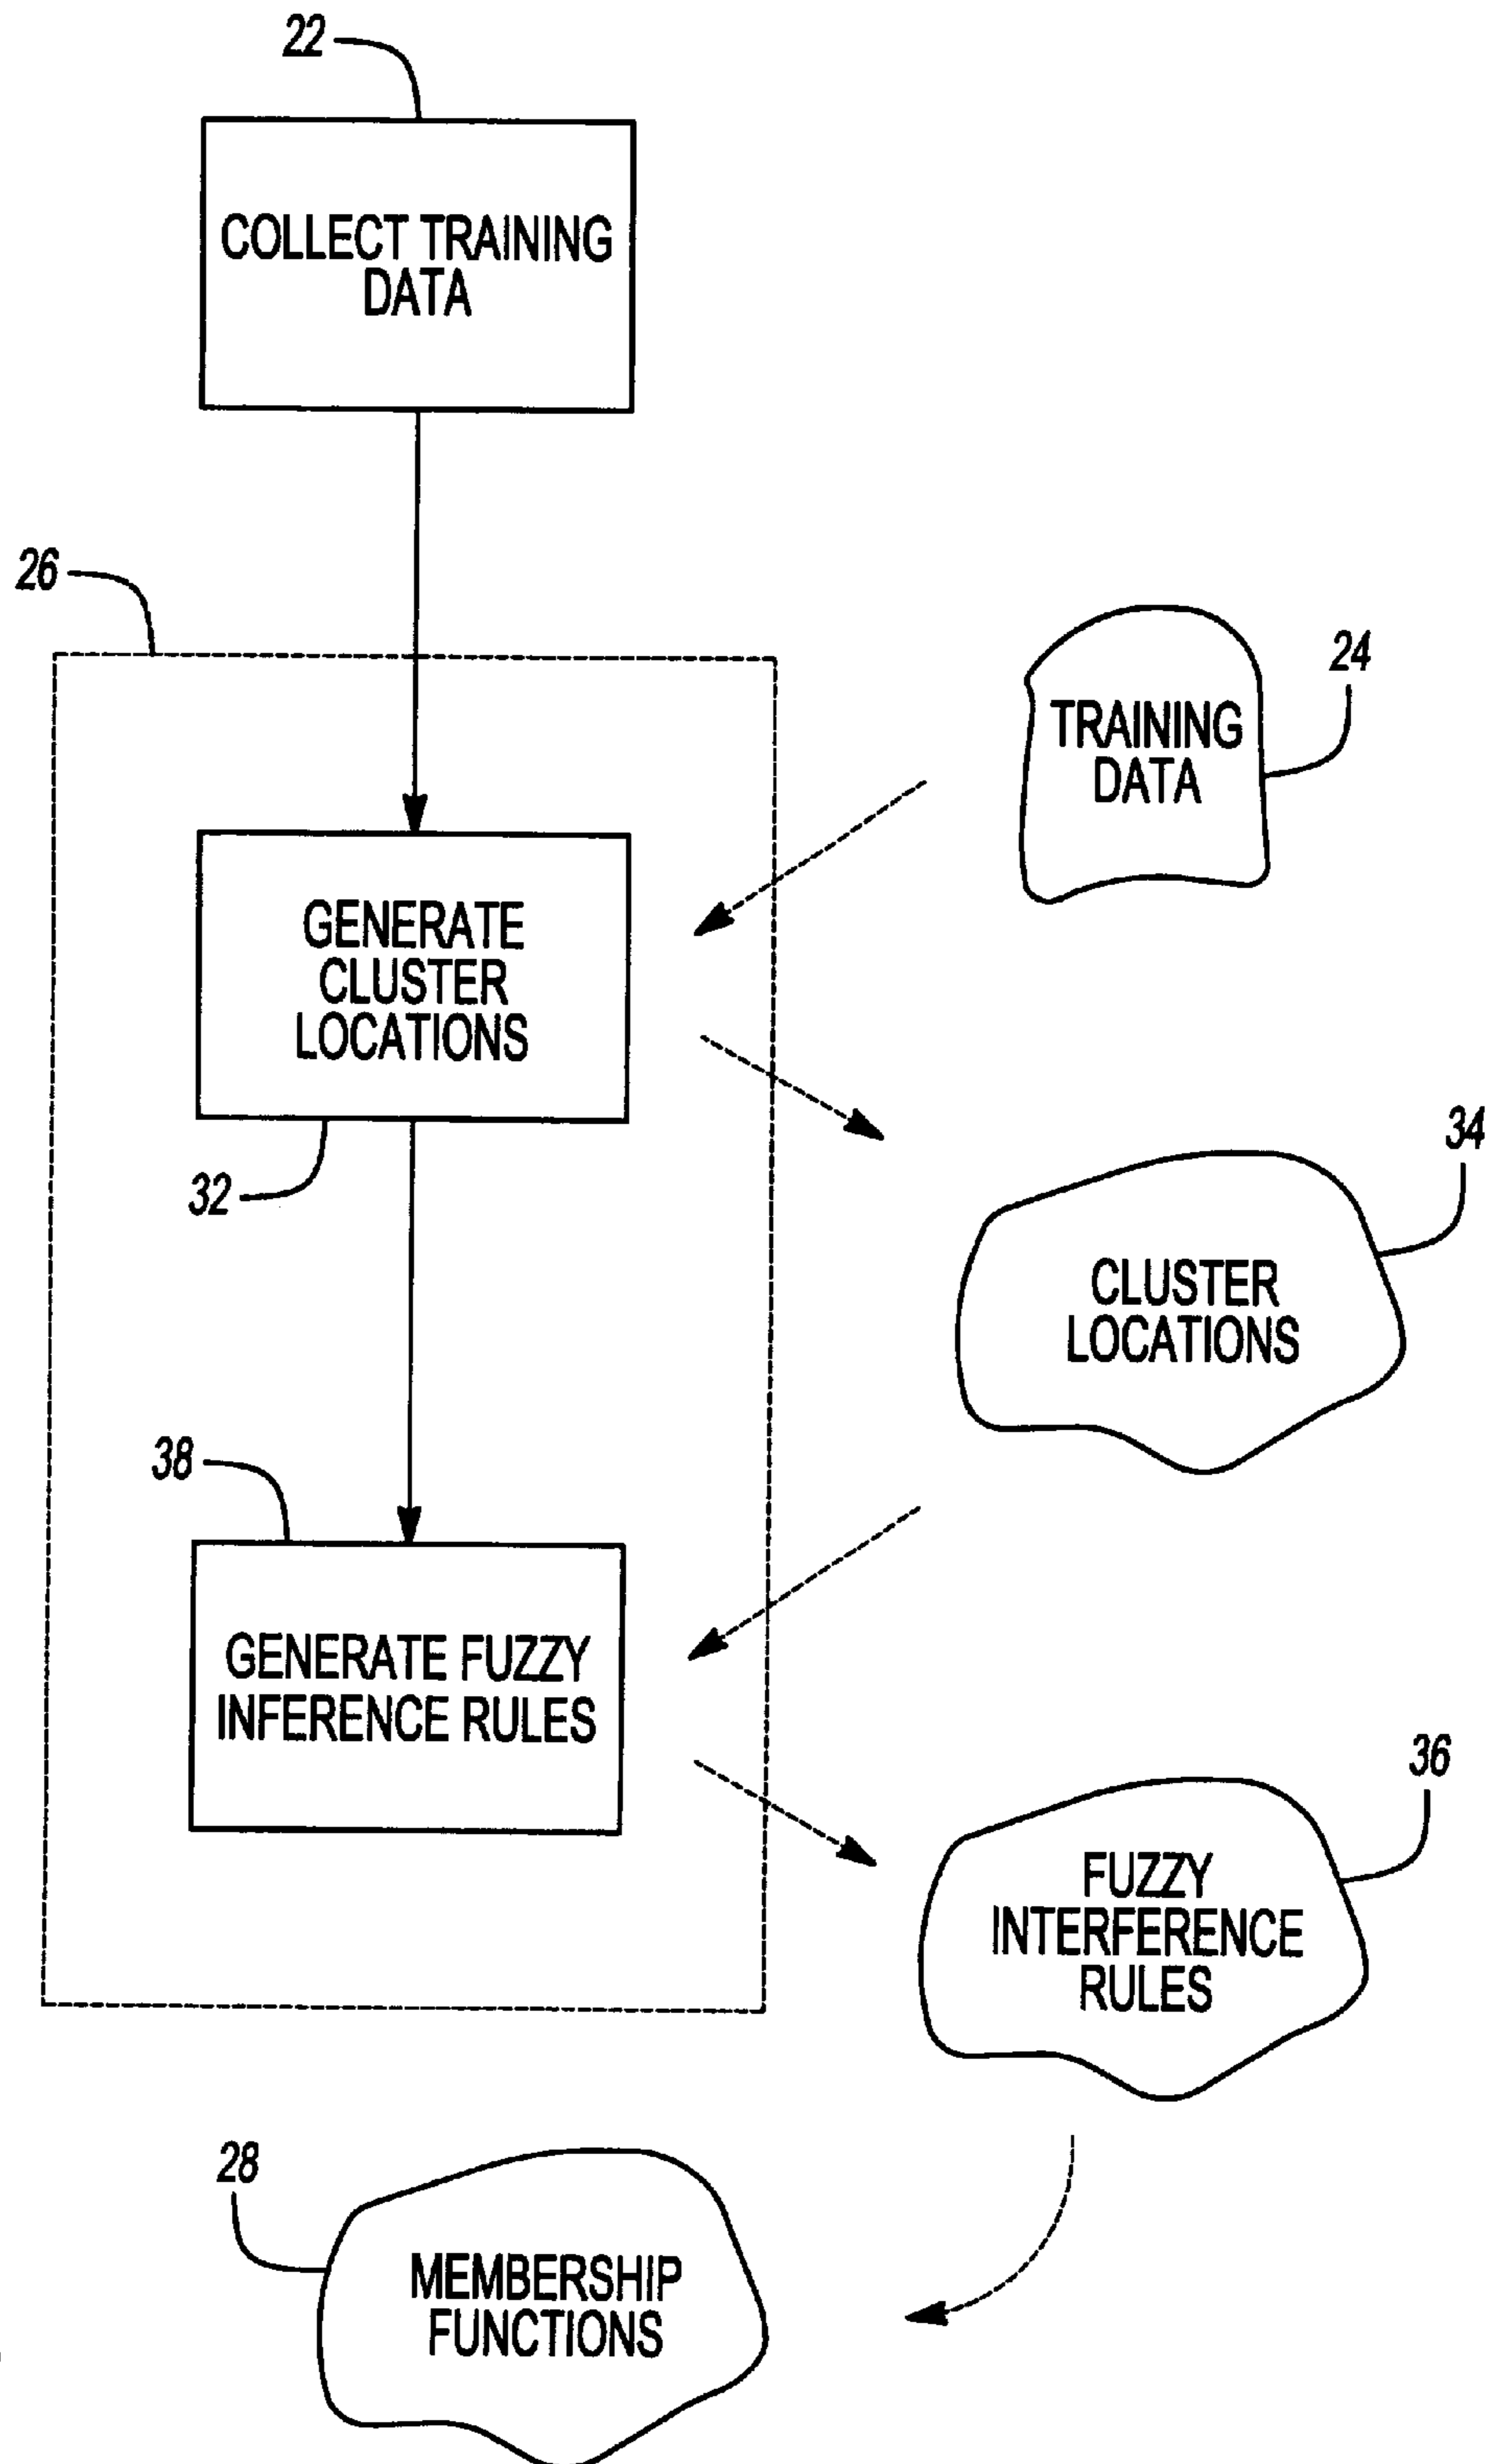 22
COLLECT TRAINING
DATA
26
24
TRAINING
DATA
GENERATE
CLUSTER
LOCATIONS
32
34
CLUSTER
LOCATIONS
38
GENERATE FUZZY
INFERENCE RULES
36
FUZZY
INTERFERENCE
RULES
28
MEMBERSHIP
FUNCTIONS